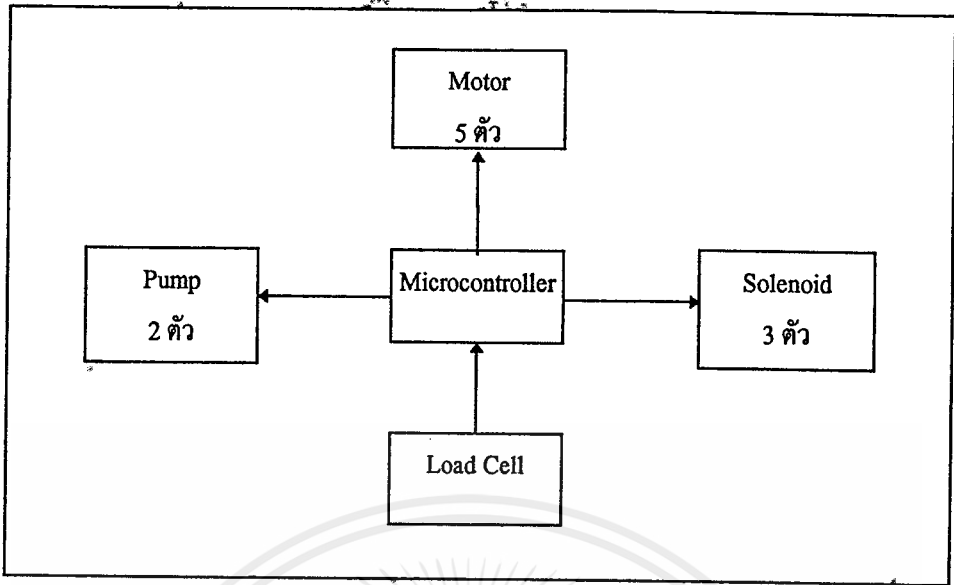 Motor
5 ตัว
Pump
2 ตัว
Microcontroller
Solenoid
3 ตัว
Load Cell